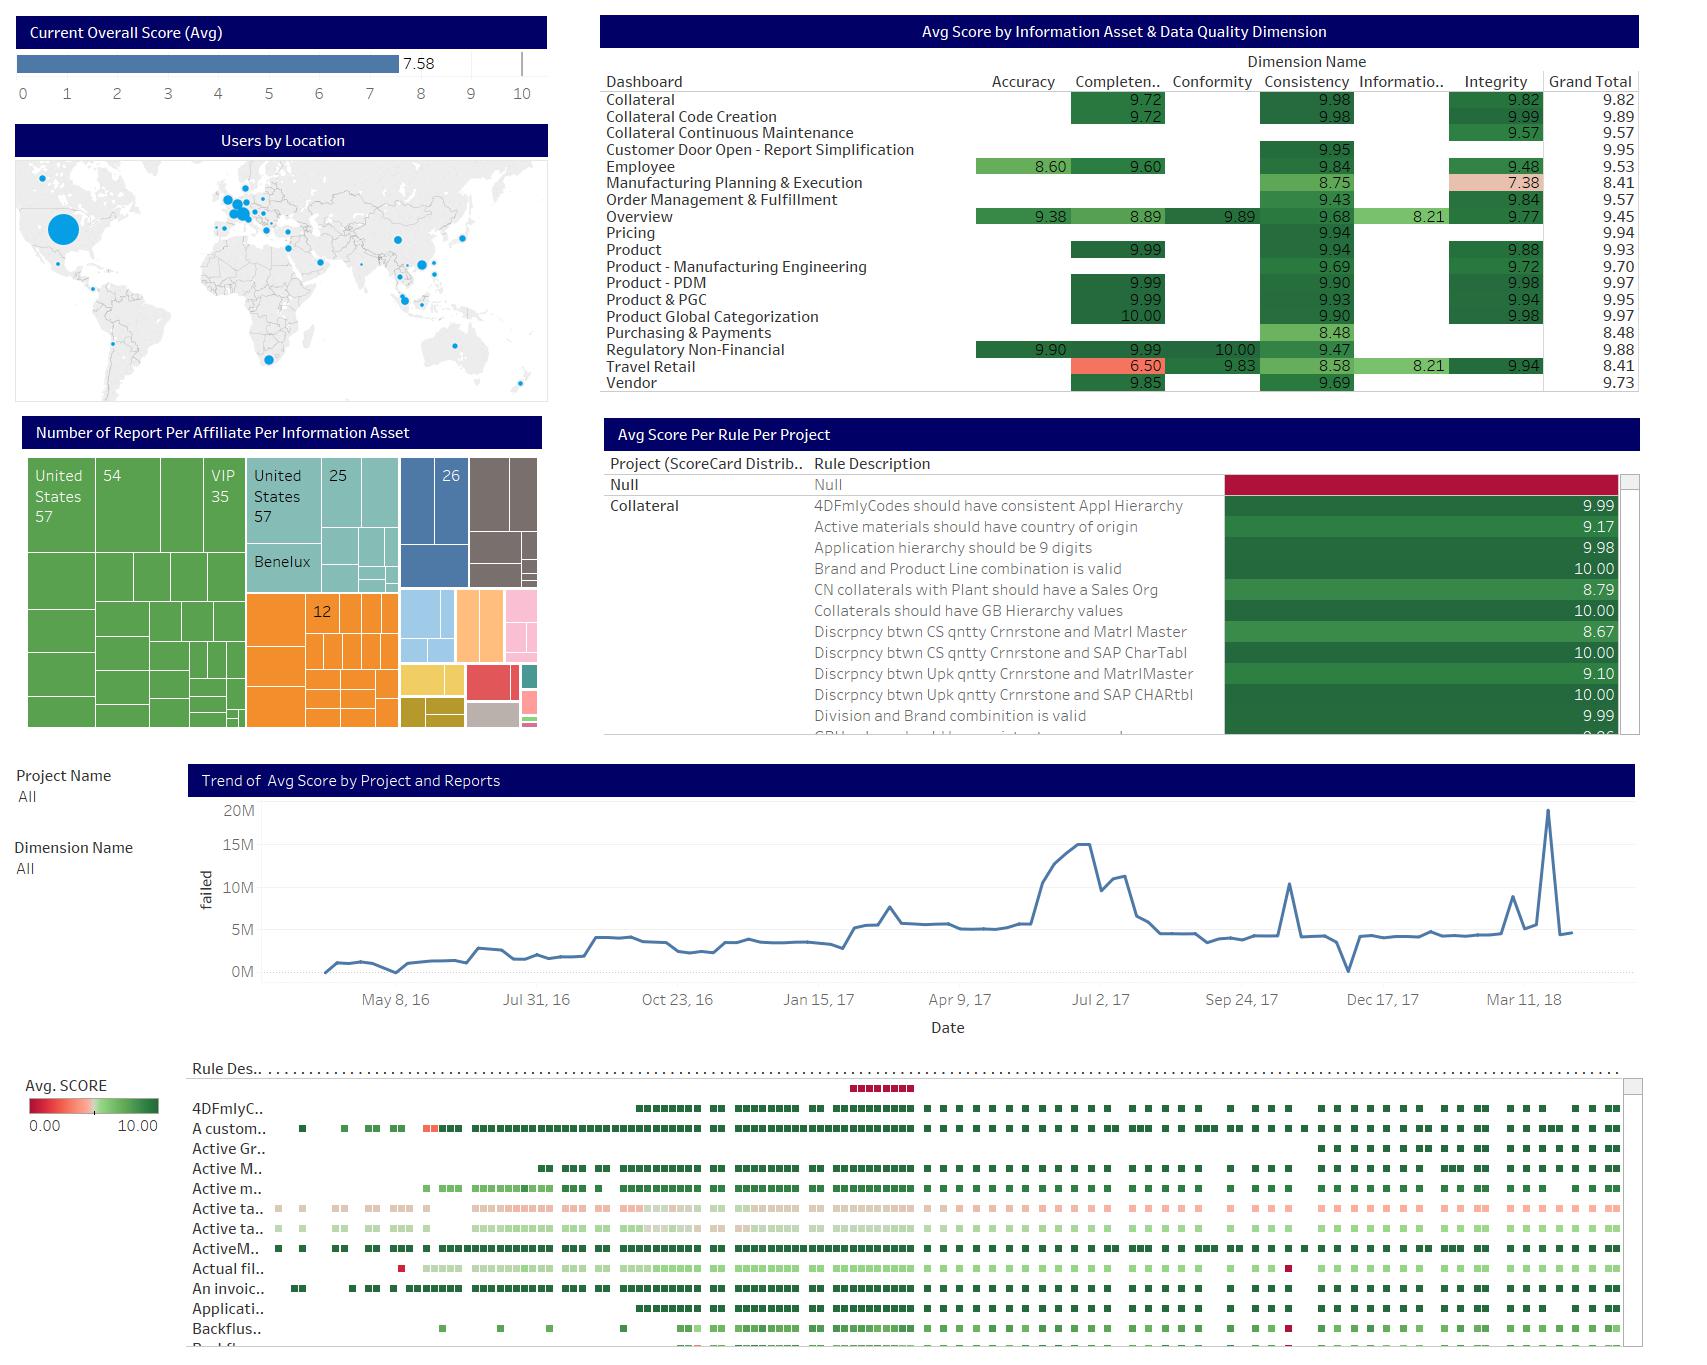 Current Overall Score (Avg)
7.58
0 1 2 3 4 5 6 7 8 9 10
Users by Location
Avg Score by Information Asset & Data Quality Dimension
Dimension Name
Dashboard Accuracy Completen.. Conformity Consistency Informatio.. Integrity Grand Total
Collateral 9.72 9.98 9.82 9.82
Collateral Code Creation 9.72 9.98 9.99 9.89
Collateral Continuous Maintenance 9.57 9.57
Customer Door Open - Report Simplification 9.95 9.95
Employee 8.60 9.60 9.84 9.48 9.53
Manufacturing Planning & Execution 8.75 7.38 8.41
Order Management & Fulfillment 9.43 9.84 9.57
Overview 9.38 8.89 9.89 9.68 8.21 9.77 9.45
Pricing 9.94 9.94
Product 9.99 9.94 9.88 9.93
Product - Manufacturing Engineering 9.69 9.72 9.70
Product - PDM 9.99 9.90 9.98 9.97
Product & PGC 9.99 9.93 9.94 9.95
Product Global Categorization 10.00 9.90 9.98 9.97
Purchasing & Payments 8.48 8.48
Regulatory Non-Financial 9.90 9.99 10.00 9.47 9.88
Travel Retail 6.50 9.83 8.58 8.21 9.94 8.41
Vendor 9.85 9.69 9.73
Number of Report Per Affiliate Per Information Asset
United States 57
54
VIP 35
United States 57
25
26
Benelux
12
Avg Score Per Rule Per Project
Project (ScoreCard Distrib.. Rule Description
Null Null
Collateral 4DFmlyCodes should have consistent Appl Hierarchy 9.99
Active materials should have country of origin 9.17
Application hierarchy should be 9 digits 9.98
Brand and Product Line combination is valid 10.00
CN collaterals with Plant should have a Sales Org 8.79
Collaterals should have GB Hierarchy values 10.00
Discrpncy btwn CS qntty Crnrstone and Matrl Master 8.67
Discrpncy btwn CS qntty Crnrstone and SAP CharTabl 10.00
Discrpncy btwn Upk qntty Crnrstone and MatrlMaster 9.10
Discrpncy btwn Upk qntty Crnrstone and SAP CHARtbl 10.00
Division and Brand combinition is valid 9.99
Project Name
All
Dimension Name
All
Trend of Avg Score by Project and Reports
20M
15M
10M
5M
0M
failed
May 8, 16 Jul 31, 16 Oct 23, 16 Jan 15, 17 Apr 9, 17 Jul 2, 17 Sep 24, 17 Dec 17, 17 Mar 11, 18
Date
Avg. SCORE
0.00 10.00
Rule Des..
4DFmlyC..
A custom..
Active Gr..
Active M..
Active m..
Active ta..
Active ta..
ActiveM..
Actual fil..
An invoic..
Applicati..
Backflus..